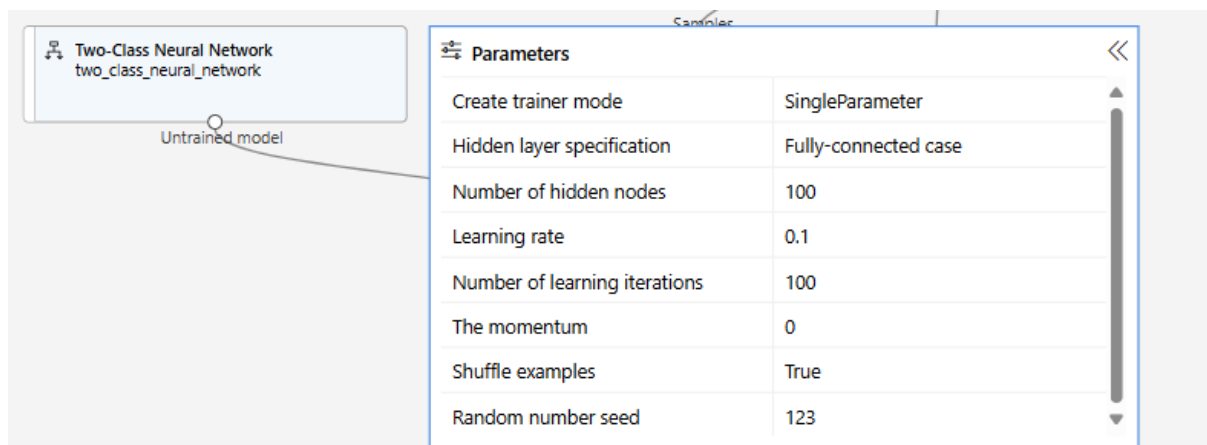 Samples
Two-Class Neural Network
two_class_neural_network
Untrained model
Parameters
Create trainer mode SingleParameter
Hidden layer specification Fully-connected case
Number of hidden nodes 100
Learning rate 0.1
Number of learning iterations 100
The momentum 0
Shuffle examples True
Random number seed 123